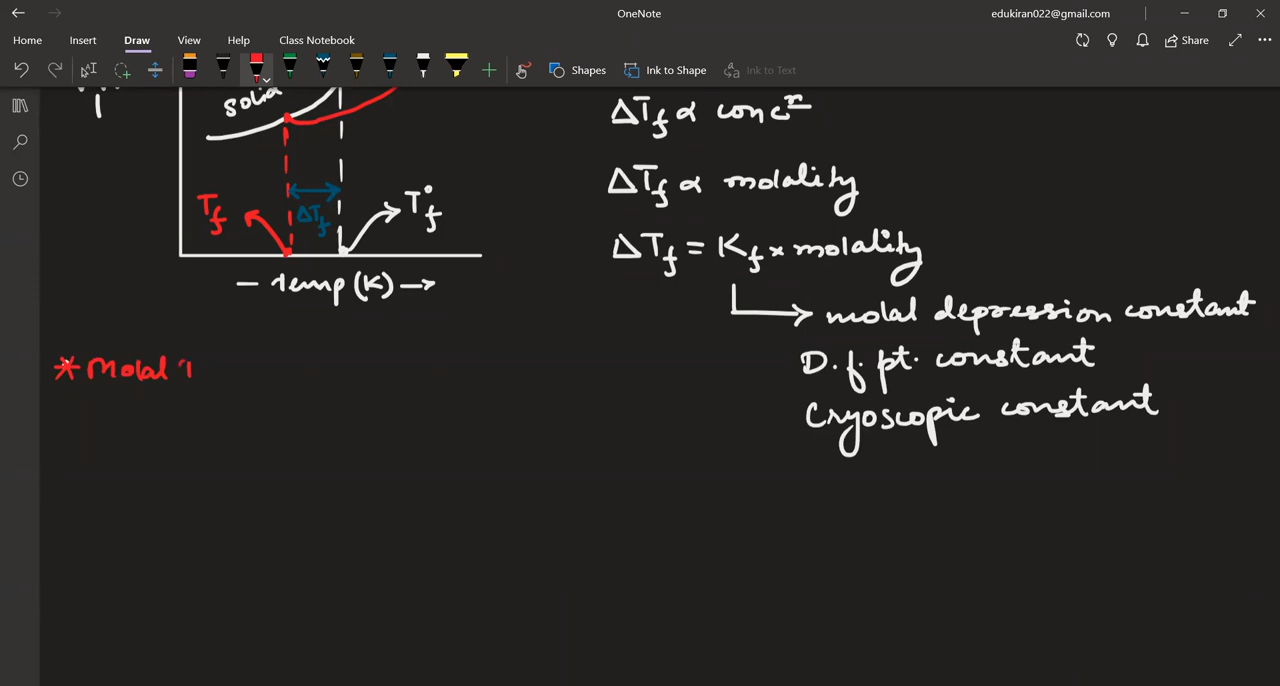 OneNote
edukiran022@gmail.com
Home Insert Draw View Help Class Notebook
Share
Shapes Ink to Shape Ink to Text
Solid
ΔTf α concⁿ
ΔTf α molality
Tf ΔTf T°f
ΔTf = Kf × molality
— Temp (K) →
molal depression constant
D. f. pt. constant
* Molal
Cryoscopic constant